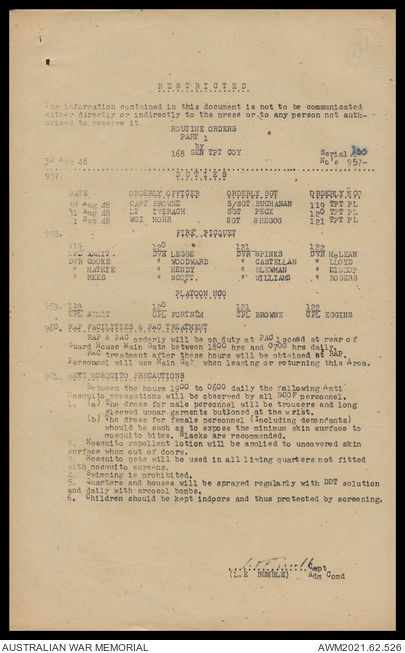 RESTRICTED
The information contained in this document is not to be communicated
either directly or indirectly to the press or to any person not auth-
orised to receive it.
ROUTINE ORDERS
PART 1
by
168 GEN TPT COY
Serial
30 Aug 48 No's 957-
957. DUTIES
DATE ORDERLY OFFICER ORDERLY SGT ORDERLY NCO
30 Aug 48 CAPT BROWNE S/SGT BUCHANAN 119 TPT PL
31 Aug 48 LT IVERACH SGT PECK 120 TPT PL
1 Sep 48 WOI MOHR SGT SHEGOG 121 TPT PL
958. FIRE PICQUET
119 120 121 122
DVR LEGGE DVR SPINKS DVR McLEAN
DVR COOKE " WOODWARD " CASTELLAN " LLOYD
" MATHIE " HENDY " SLEWMAN "
" REES " SCOTT. " WILLIAMS " ROGERS
PLATOON NCO
959. 119 120 121 122
CPL CPL CPL BROWNE CPL EGGINS
960. RAP FACILITIES & PAC TREATMENT
RAP & PAC orderly will be on duty at PAC located at rear of
Guard House Main Gate between 1800 hrs and 0700 hrs daily.
PAC treatment after these hours will be obtained at RAP.
Personnel will use Main Gate when leaving or returning this Area.
961. ANTI MOSQUITO PRECAUTIONS
Between the hours 1900 to 0600 daily the following Anti
Mosquito precautions will be observed by all BCOF personnel.
1. (a) The dress for male personnel will be trousers and long
sleeved upper garments buttoned at the wrist.
(b) The dress for female personnel (including dependants)
should be such as to expose the minimum skin surface to
mosquito bites. Slacks are recommended.
2. Mosquito repellent lotion will be applied to uncovered skin
surface when out of doors.
3. Mosquito nets will be used in all living quarters not fitted
with mosquito screens.
4. Swimming is prohibited.
5. Quarters and houses will be sprayed regularly with DDT solution
and daily with areosol bombs.
6. Children should be kept indoors and thus protected by screening.
Capt
(L.E RUMBLE) Adm Comd
AUSTRALIAN WAR MEMORIAL AWM2021.62.526